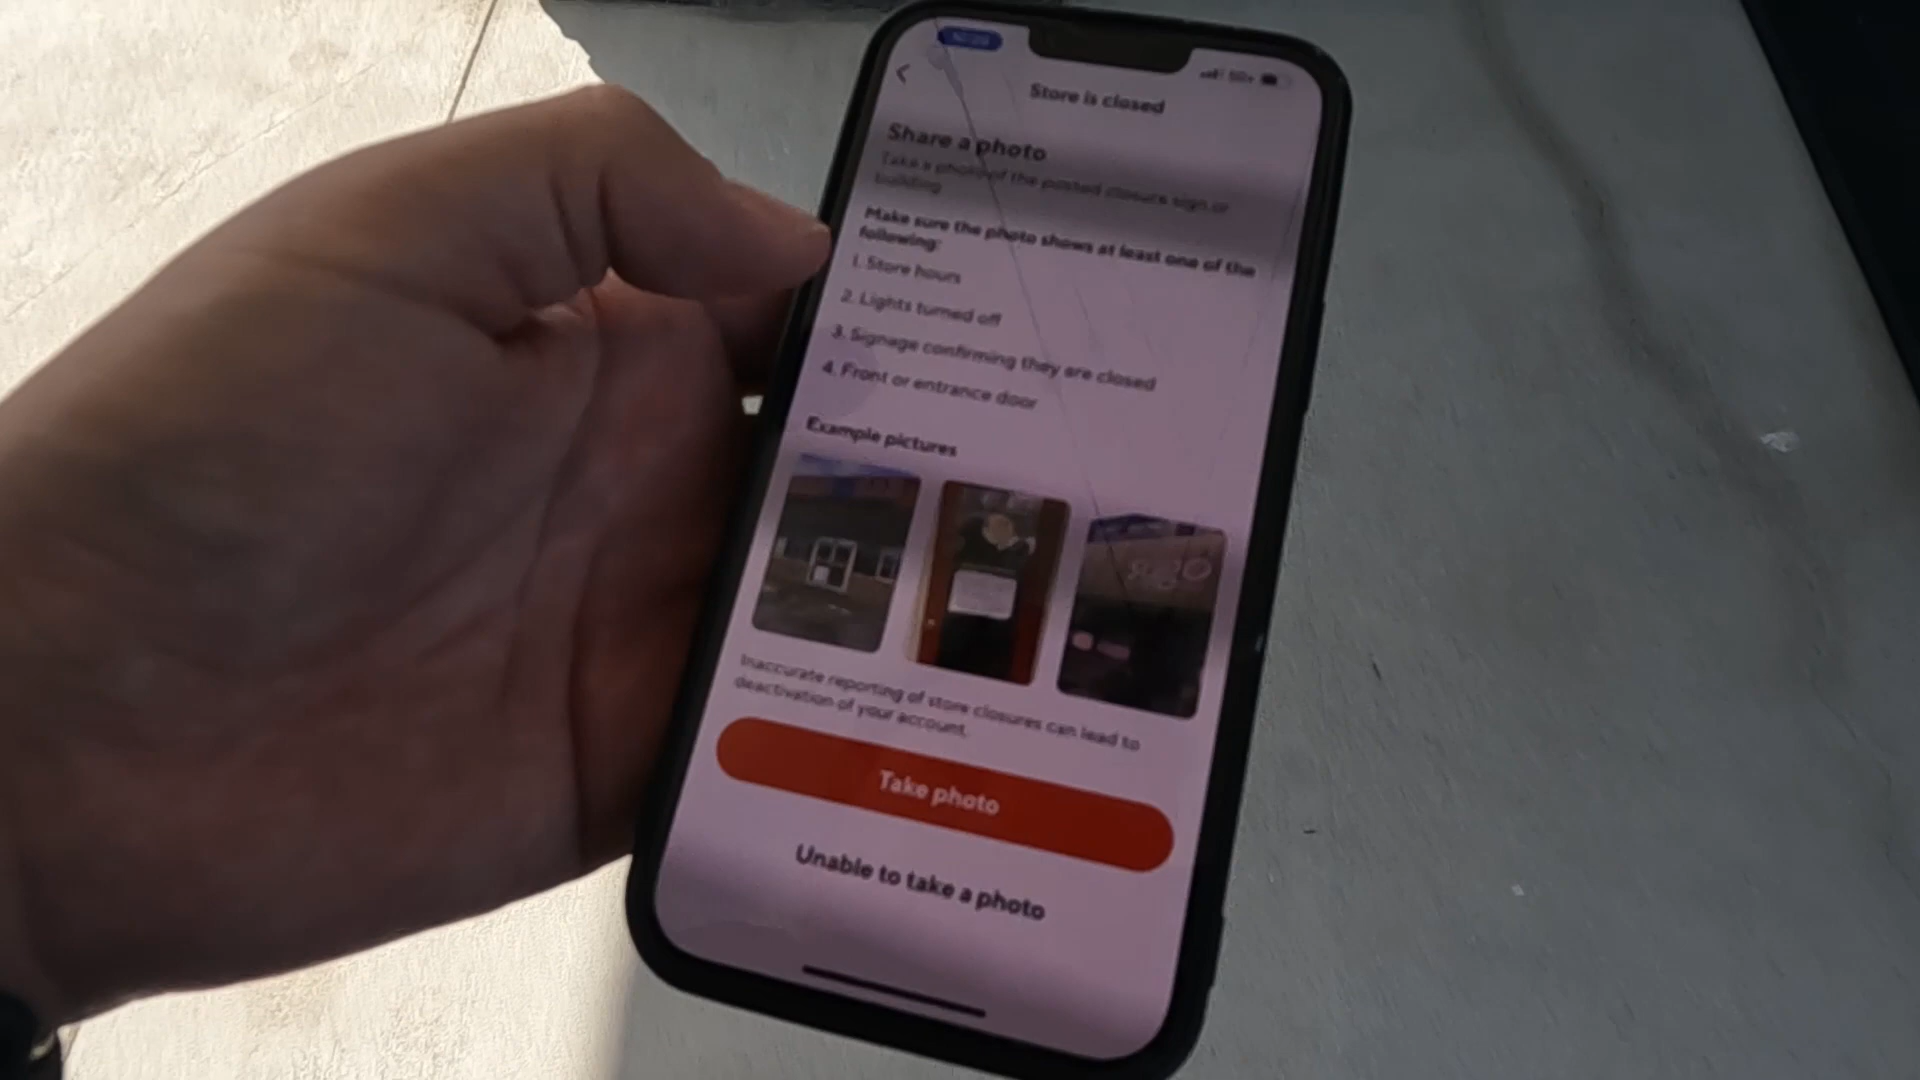 Store is closed
Share a photo
Take a photo of the posted closure sign or
building
Make sure the photo shows at least one of the
following:
1. Store hours
2. Lights turned off
3. Signage confirming they are closed
4. Front or entrance door
Example pictures
Inaccurate reporting of store closures can lead to
deactivation of your account.
Take photo
Unable to take a photo